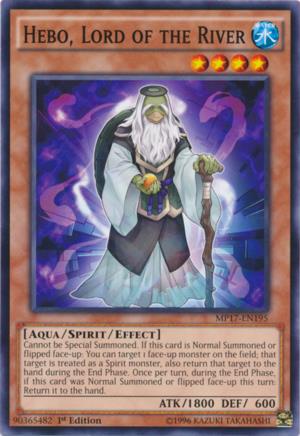 HEBO, LORD OF THE RIVER
WATER
水
MP17-EN195
[AQUA/SPIRIT/EFFECT]
Cannot be Special Summoned. If this card is Normal Summoned or
flipped face-up: You can target 1 face-up monster on the field; that
target is treated as a Spirit monster, also return that target to the
hand during the End Phase. Once per turn, during the End Phase,
if this card was Normal Summoned or flipped face-up this turn:
Return it to the hand.
ATK/1800 DEF/ 600
90365482 1st Edition ©1996 KAZUKI TAKAHASHI